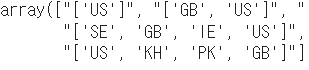 array(["['US']", "['GB', 'US']", "
"['SE', 'GB', 'IE', 'US']",
"['US', 'KH', 'PK', 'GB']"]